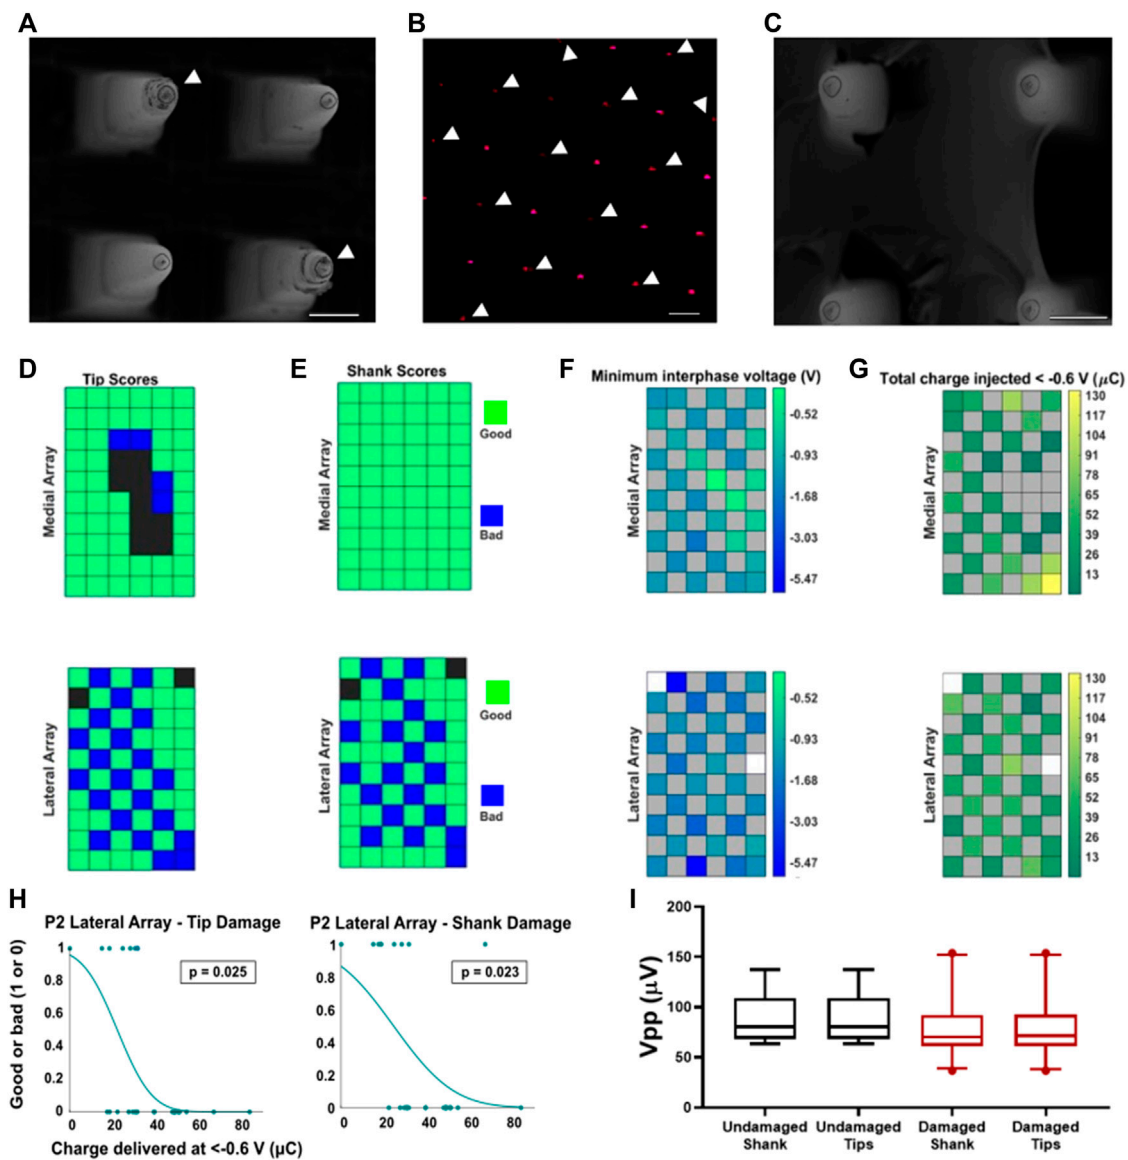 A
B
C
D
Tip Scores
Medial Array
Lateral Array
E
Shank Scores
Medial Array
Good
Bad
Lateral Array
Good
Bad
F
Minimum interphase voltage (V)
Medial Array
-0.52
-0.93
-1.68
-3.03
-5.47
Lateral Array
-0.52
-0.93
-1.68
-3.03
-5.47
G
Total charge injected < -0.6 V (µC)
Medial Array
130
117
104
91
78
65
52
39
26
13
Lateral Array
130
117
104
91
78
65
52
39
26
13
H
P2 Lateral Array - Tip Damage
Good or bad (1 or 0)
1
0.8
0.6
0.4
0.2
0
p = 0.025
0 20 40 60 80
Charge delivered at <-0.6 V (µC)
P2 Lateral Array - Shank Damage
1
0.8
0.6
0.4
0.2
0
p = 0.023
0 20 40 60 80
I
Vpp (µV)
200
150
100
50
0
Undamaged Shank
Undamaged Tips
Damaged Shank
Damaged Tips